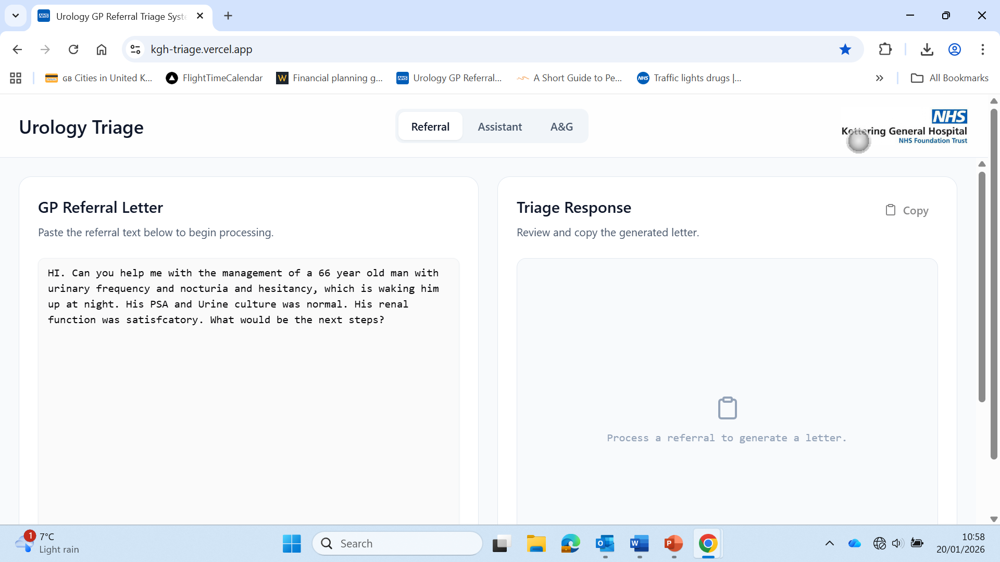 Urology GP Referral Triage Syste
kgh-triage.vercel.app
GB Cities in United K...
FlightTimeCalendar
W
Financial planning g...
NHS
Urology GP Referral...
A Short Guide to Pe...
NHS
Traffic lights drugs |...
All Bookmarks
Urology Triage
Referral
Assistant
A&G
NHS
Kettering General Hospital
NHS Foundation Trust
GP Referral Letter
Paste the referral text below to begin processing.
HI. Can you help me with the management of a 66 year old man with
urinary frequency and nocturia and hesitancy, which is waking him
up at night. His PSA and Urine culture was normal. His renal
function was satisfcatory. What would be the next steps?
Triage Response
Copy
Review and copy the generated letter.
Process a referral to generate a letter.
1
7°C
Light rain
Search
O
W
P
10:58
20/01/2026